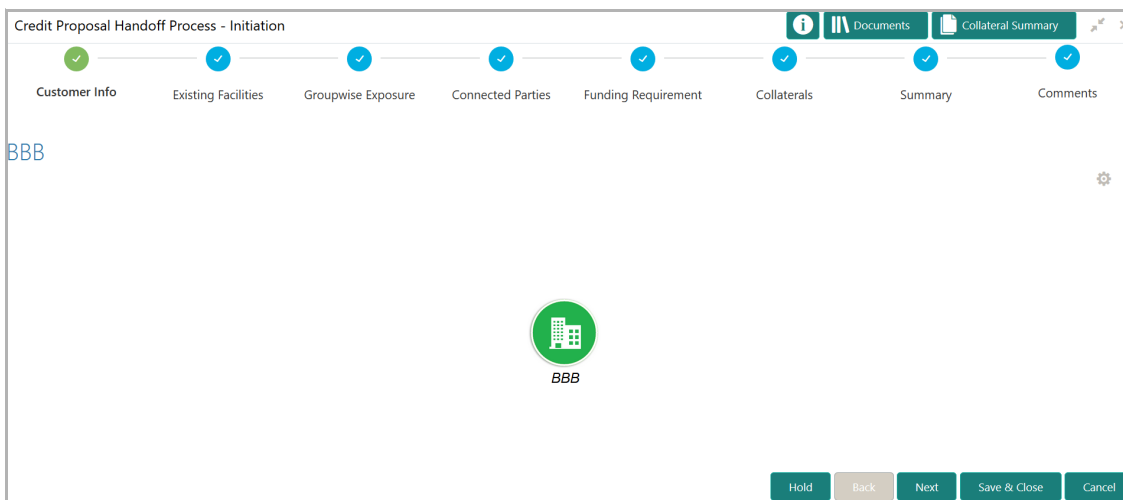 Credit Proposal Handoff Process - Initiation
Documents
Collateral Summary
Customer Info
Existing Facilities
Groupwise Exposure
Connected Parties
Funding Requirement
Collaterals
Summary
Comments
BBB
BBB
Hold
Back
Next
Save & Close
Cancel